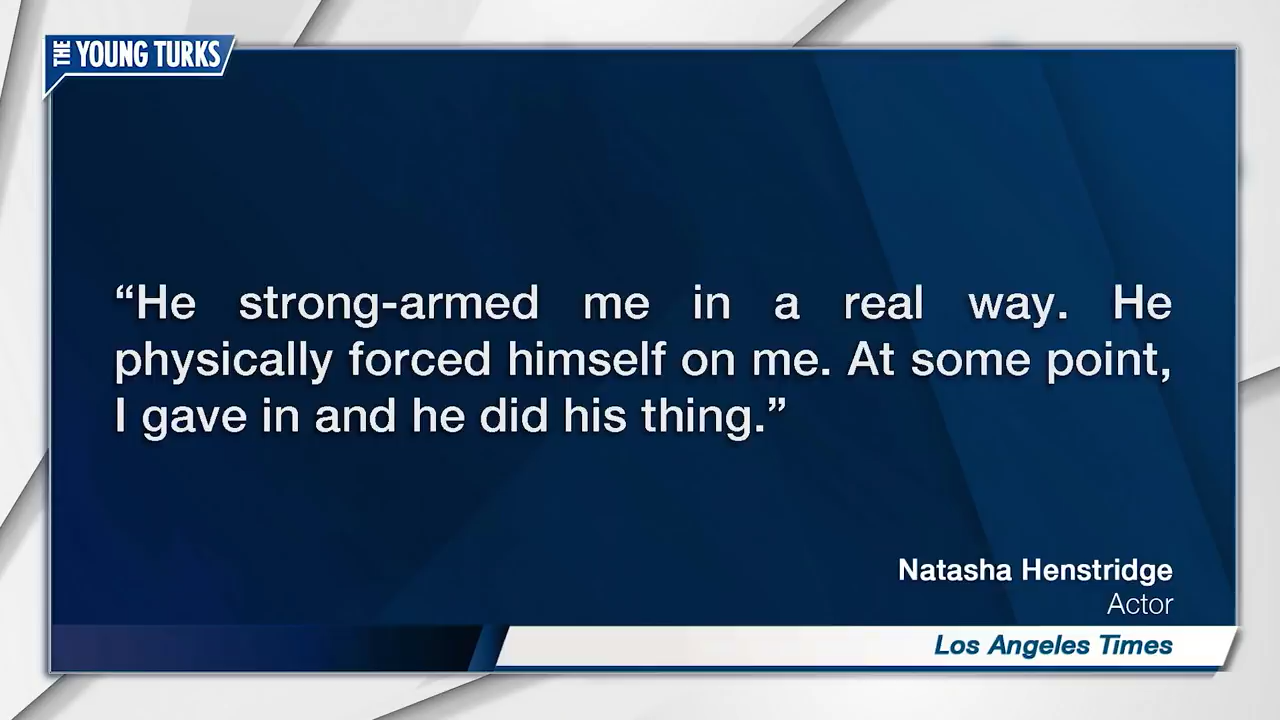 THE YOUNG TURKS
“He strong-armed me in a real way. He
physically forced himself on me. At some point,
I gave in and he did his thing.”
Natasha Henstridge
Actor
Los Angeles Times